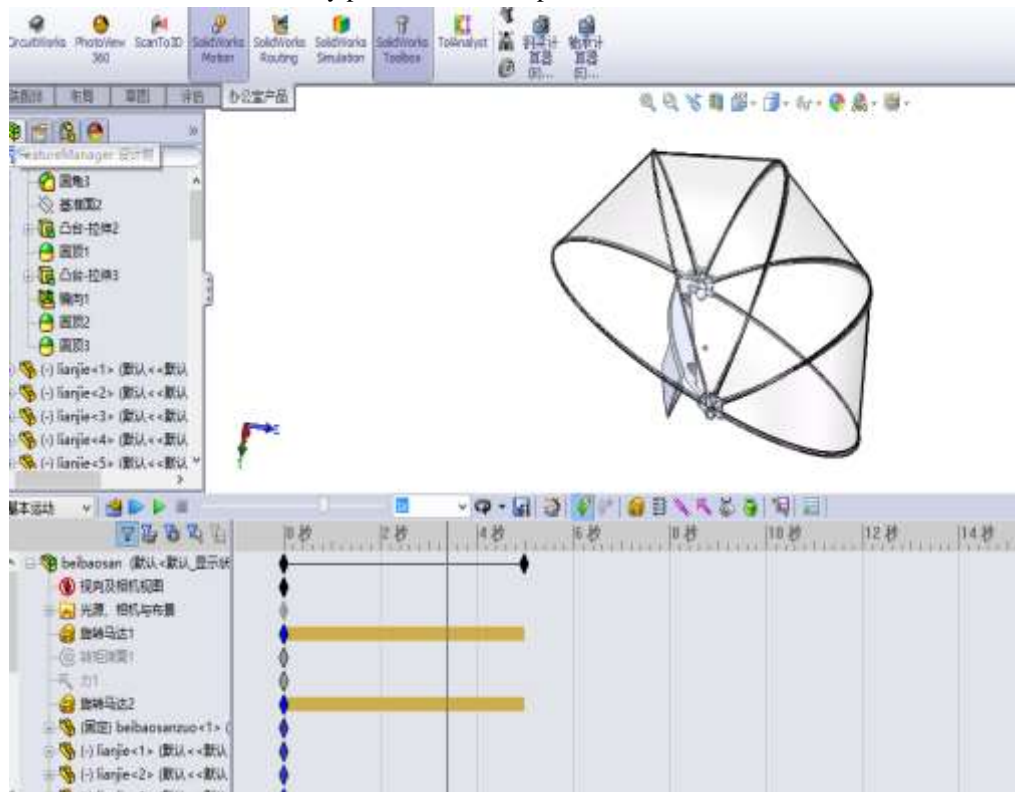 CircuitWorks PhotoView 360 ScanTo3D SolidWorks Motion SolidWorks Routing SolidWorks Simulation SolidWorks Toolbox TolAnalyst
装配体 布局 草图 评估 办公室产品
FeatureManager 设计树
圆角3
基准面2
凸台-拉伸2
圆顶1
凸台-拉伸3
镜向1
圆顶2
圆顶3
(-) lianjie<1> (默认<<默认
(-) lianjie<2> (默认<<默认
(-) lianjie<3> (默认<<默认
(-) lianjie<4> (默认<<默认
(-) lianjie<5> (默认<<默认
基本运动
0 秒 2 秒 4 秒 6 秒 8 秒 10 秒 12 秒 14 秒
beibaosan (默认<默认_显示状
视向及相机视图
光源、相机与布景
旋转马达1
力1
旋转马达2
(固定) beibaosanzuo<1> (
(-) lianjie<1> (默认<<默认
(-) lianjie<2> (默认<<默认